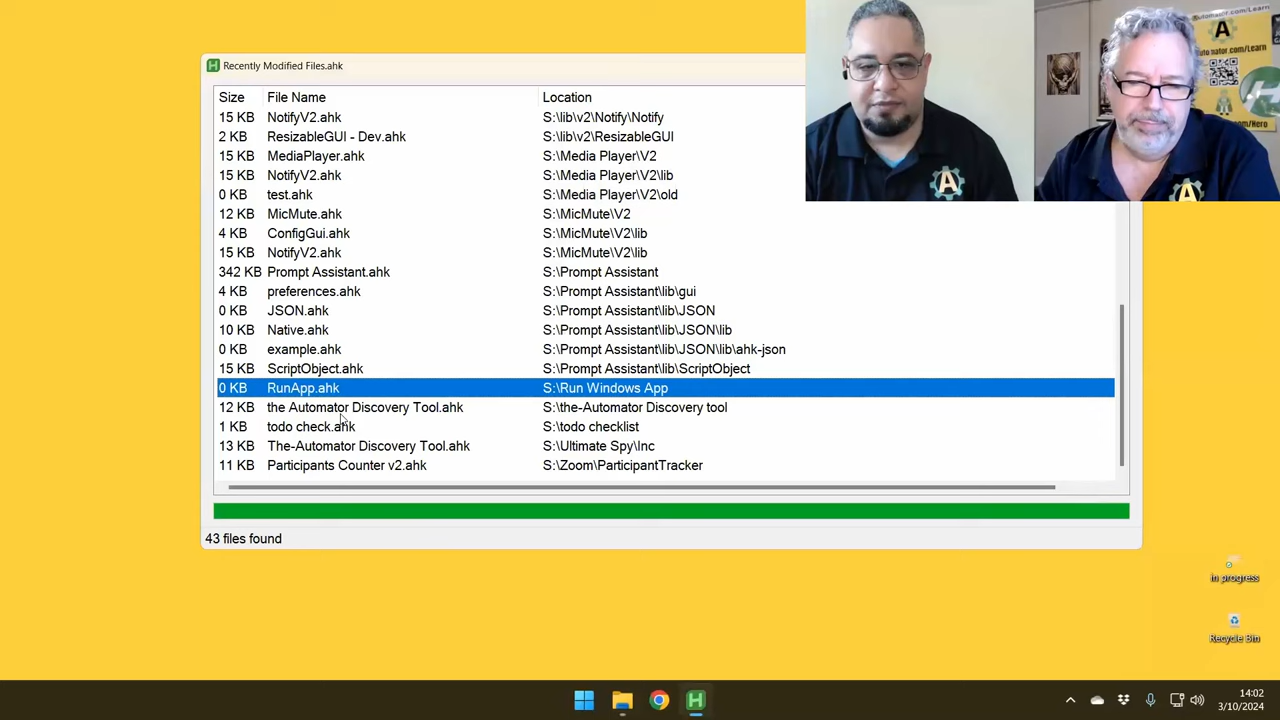 Recently Modified Files.ahk
Size File Name Location
15 KB NotifyV2.ahk S:\lib\v2\Notify\Notify
2 KB ResizableGUI - Dev.ahk S:\lib\v2\ResizableGUI
15 KB MediaPlayer.ahk S:\Media Player\V2
15 KB NotifyV2.ahk S:\Media Player\V2\lib
0 KB test.ahk S:\Media Player\V2\old
12 KB MicMute.ahk S:\MicMute\V2
4 KB ConfigGui.ahk S:\MicMute\V2\lib
15 KB NotifyV2.ahk S:\MicMute\V2\lib
342 KB Prompt Assistant.ahk S:\Prompt Assistant
4 KB preferences.ahk S:\Prompt Assistant\lib\gui
0 KB JSON.ahk S:\Prompt Assistant\lib\JSON
10 KB Native.ahk S:\Prompt Assistant\lib\JSON\lib
0 KB example.ahk S:\Prompt Assistant\lib\JSON\lib\ahk-json
15 KB ScriptObject.ahk S:\Prompt Assistant\lib\ScriptObject
0 KB RunApp.ahk S:\Run Windows App
12 KB the Automator Discovery Tool.ahk S:\the-Automator Discovery tool
1 KB todo check.ahk S:\todo checklist
13 KB The-Automator Discovery Tool.ahk S:\Ultimate Spy\Inc
11 KB Participants Counter v2.ahk S:\Zoom\ParticipantTracker
43 files found
In progress
Recycle Bin
14:02
3/10/2024
A
A
A